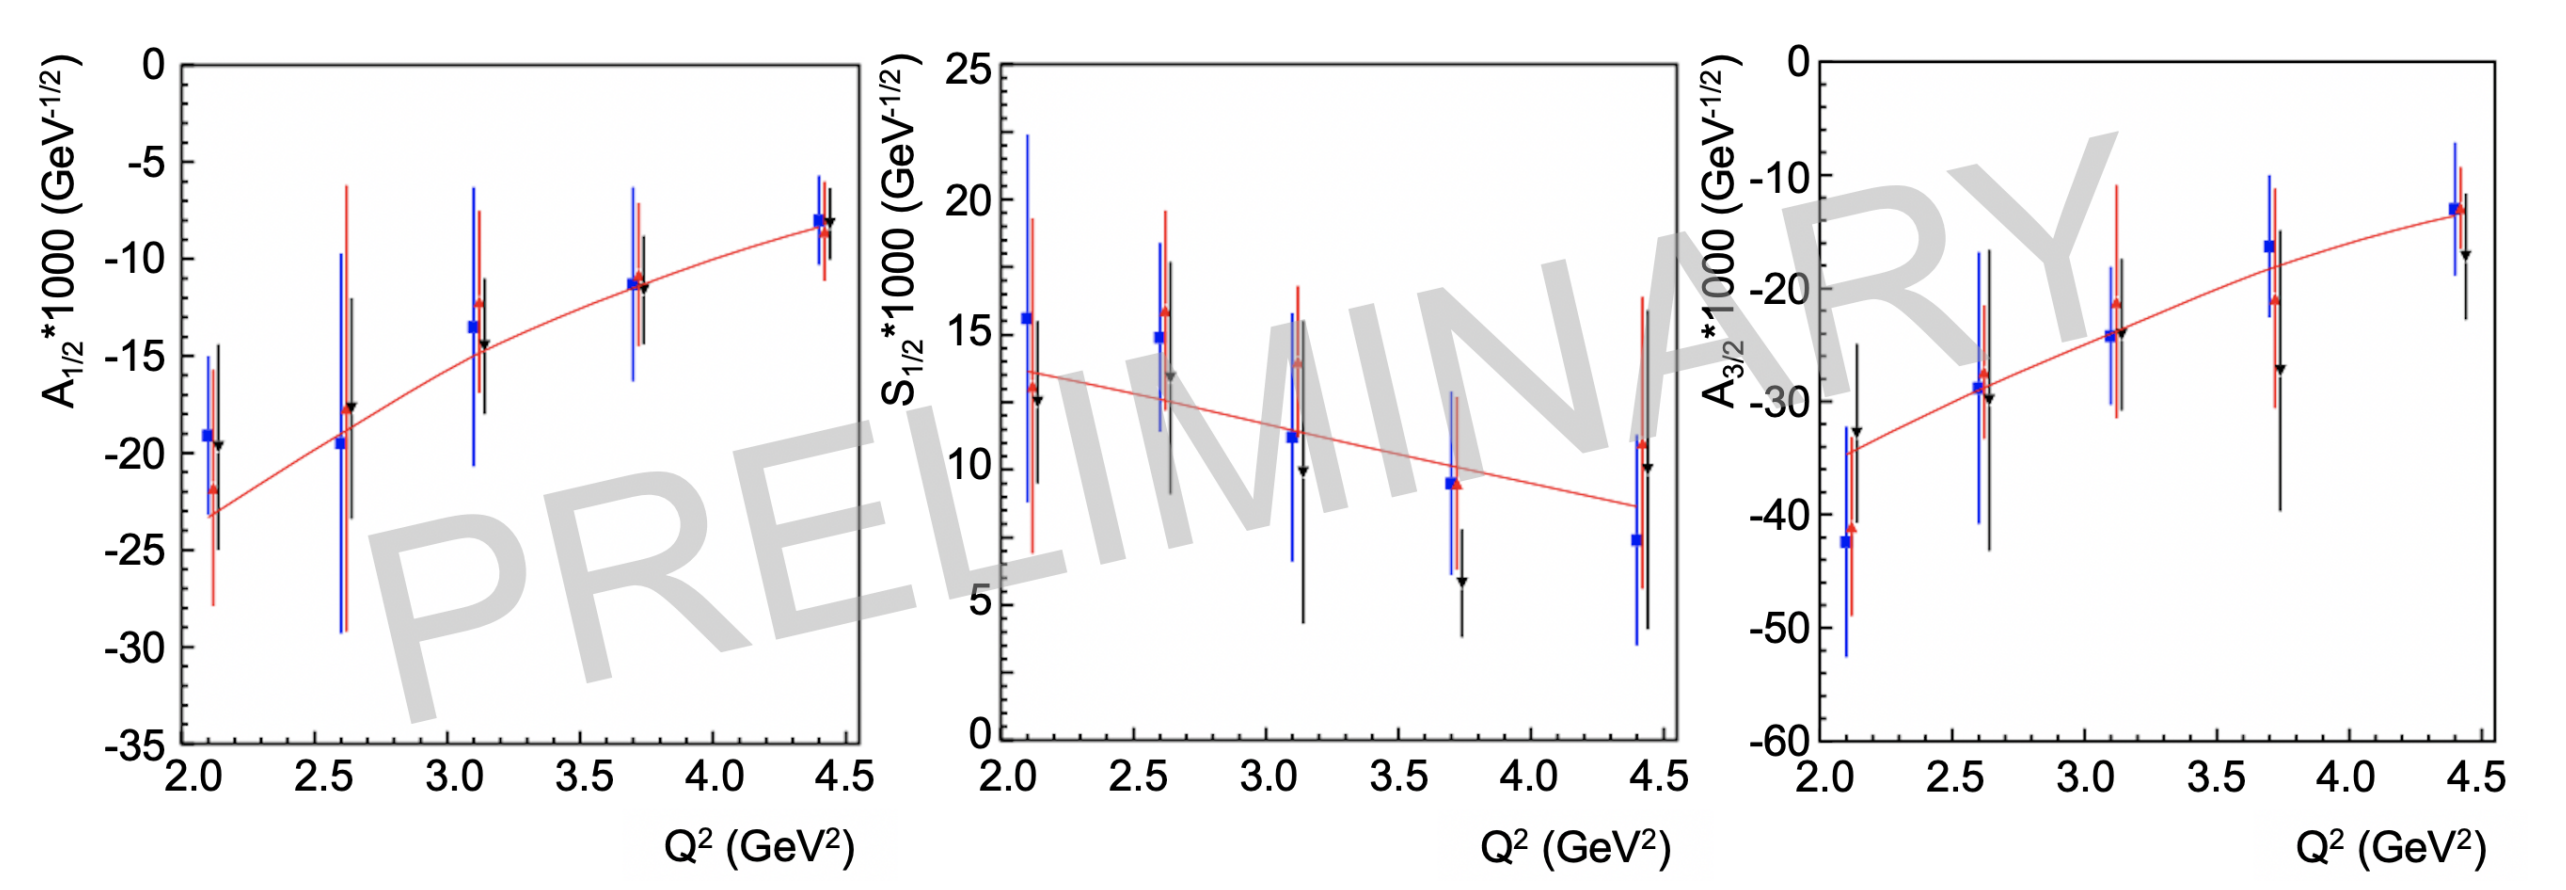 A1/2*1000 (GeV-1/2)
0
-5
-10
-15
-20
-25
-30
-35
2.0 2.5 3.0 3.5 4.0 4.5
Q2 (GeV2)
S1/2*1000 (GeV-1/2)
25
20
15
10
5
0
2.0 2.5 3.0 3.5 4.0 4.5
Q2 (GeV2)
A3/2*1000 (GeV-1/2)
0
-10
-20
-30
-40
-50
-60
2.0 2.5 3.0 3.5 4.0 4.5
Q2 (GeV2)
PRELIMINARY